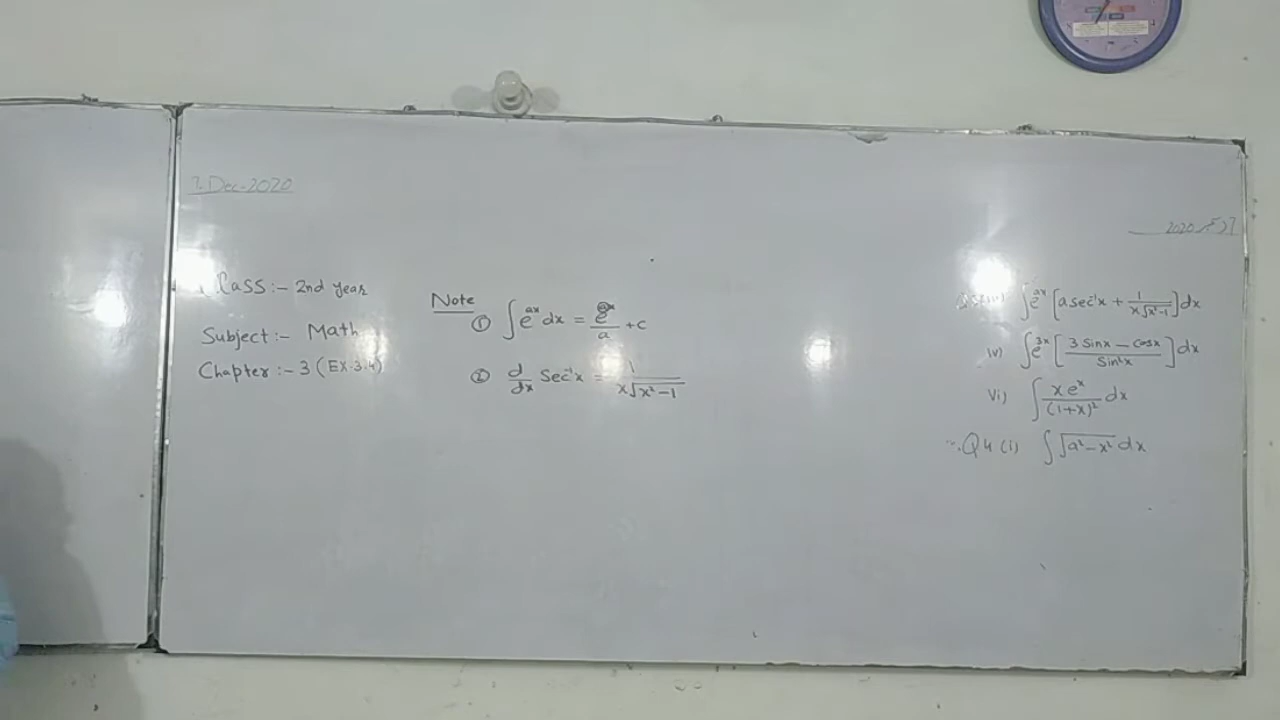 7. Dec-2020
2020
Class :- 2nd year
Subject :- Math
Chapter :- 3 (EX.3.4)
Note
① ∫e^{ax} dx = e^{ax}/a + c
② d/dx Sec⁻¹x = 1/(x√(x²-1))
∫e^{ax} [a sec⁻¹x + 1/(x√(x²-1))] dx
iv) ∫e^{3x} [(3 Sinx - Cosx)/Sin²x] dx
vi) ∫ x e^x/(1+x)² dx
Q4 (i) ∫√(a²-x²) dx